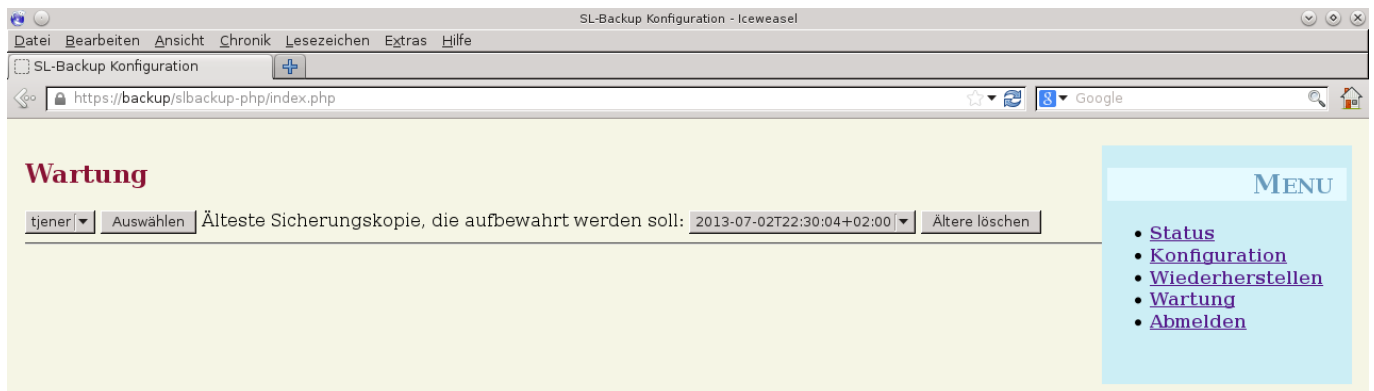 SL-Backup Konfiguration - Iceweasel
Datei Bearbeiten Ansicht Chronik Lesezeichen Extras Hilfe
SL-Backup Konfiguration
https://backup/slbackup-php/index.php
8 Google
Wartung
tjener Auswählen Älteste Sicherungskopie, die aufbewahrt werden soll: 2013-07-02T22:30:04+02:00 Ältere löschen
MENU
• Status
• Konfiguration
• Wiederherstellen
• Wartung
• Abmelden